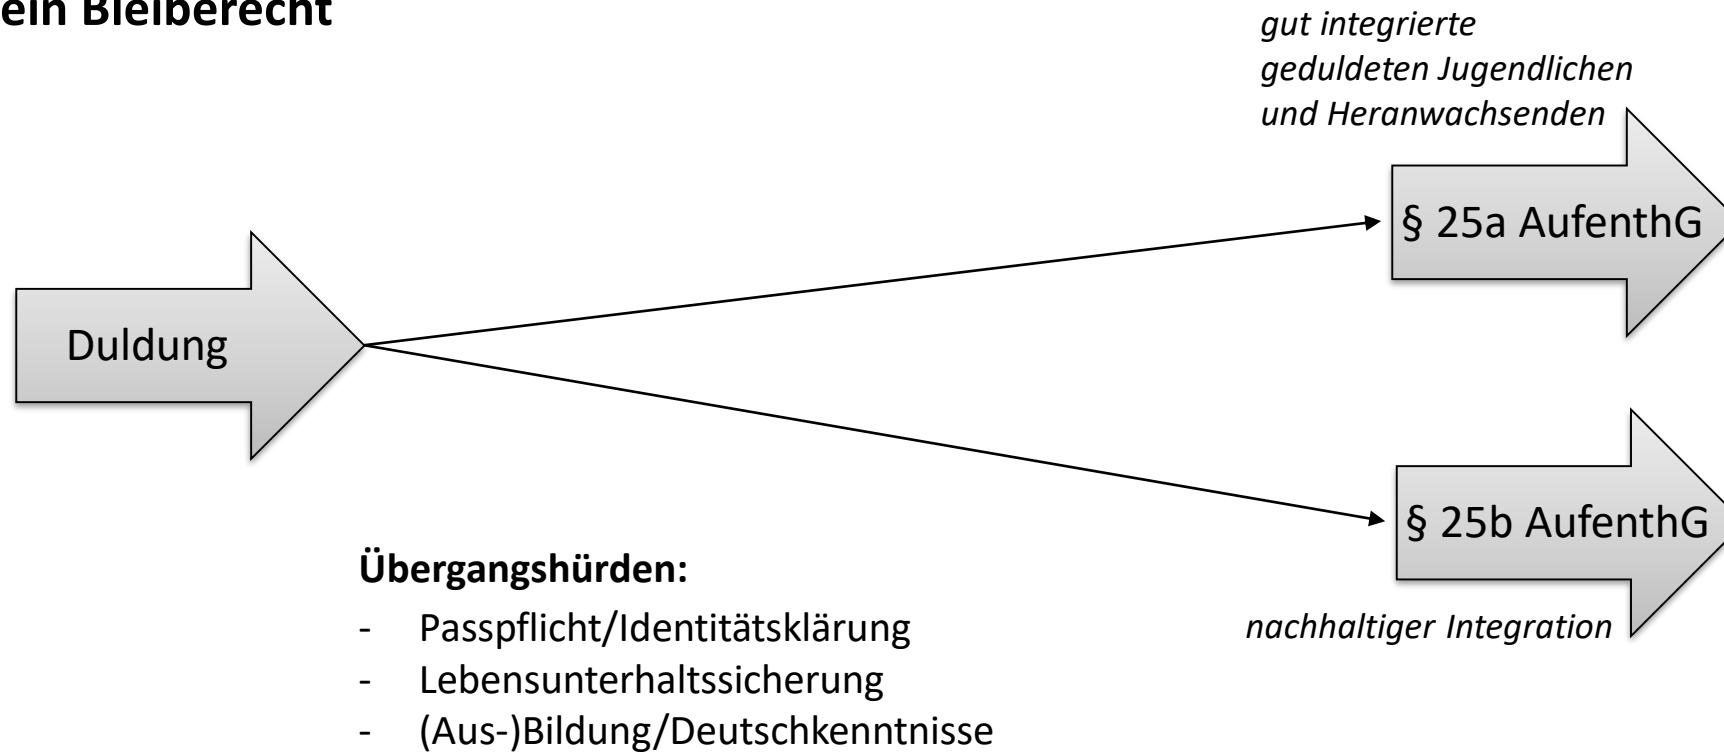 ein Bleiberecht
gut integrierte
geduldeten Jugendlichen
und Heranwachsenden
§ 25a AufenthG
Duldung
§ 25b AufenthG
Übergangshürden:
- Passpflicht/Identitätsklärung
nachhaltiger Integration
- Lebensunterhaltssicherung
- (Aus-)Bildung/Deutschkenntnisse